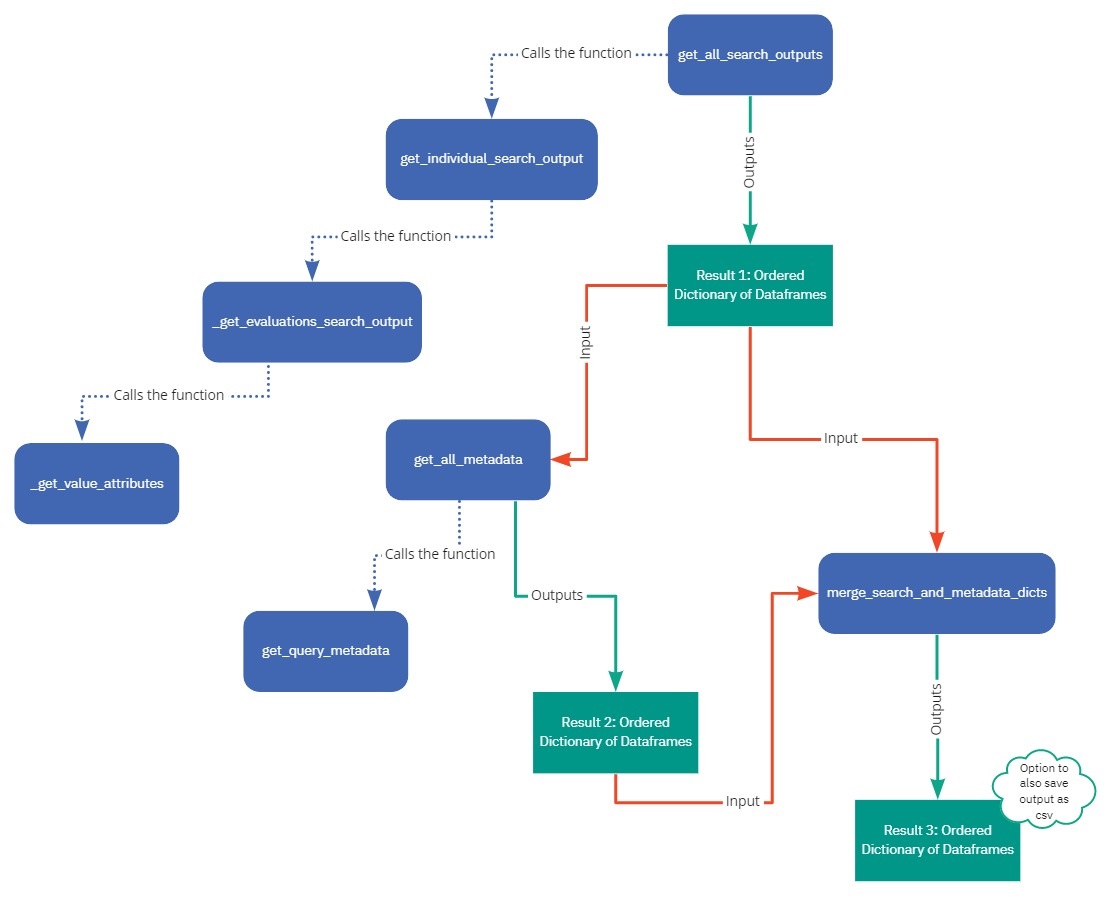 get_all_search_outputs
Calls the function
get_individual_search_output
Outputs
Calls the function
Result 1: Ordered
Dictionary of Dataframes
_get_evaluations_search_output
Input
Calls the function
Input
get_all_metadata
_get_value_attributes
Calls the function
Outputs
merge_search_and_metadata_dicts
get_query_metadata
Outputs
Result 2: Ordered
Dictionary of Dataframes
Input
Option to
also save
output as
csv
Result 3: Ordered
Dictionary of Dataframes